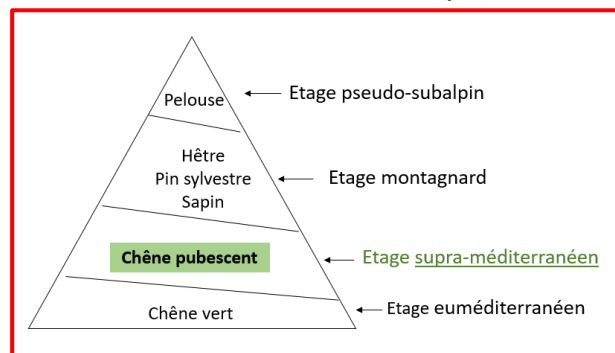 Pelouse
Etage pseudo-subalpin
Hêtre
Pin sylvestre
Sapin
Etage montagnard
Chêne pubescent
Etage supra-méditerranéen
Chêne vert
Etage euméditerranéen